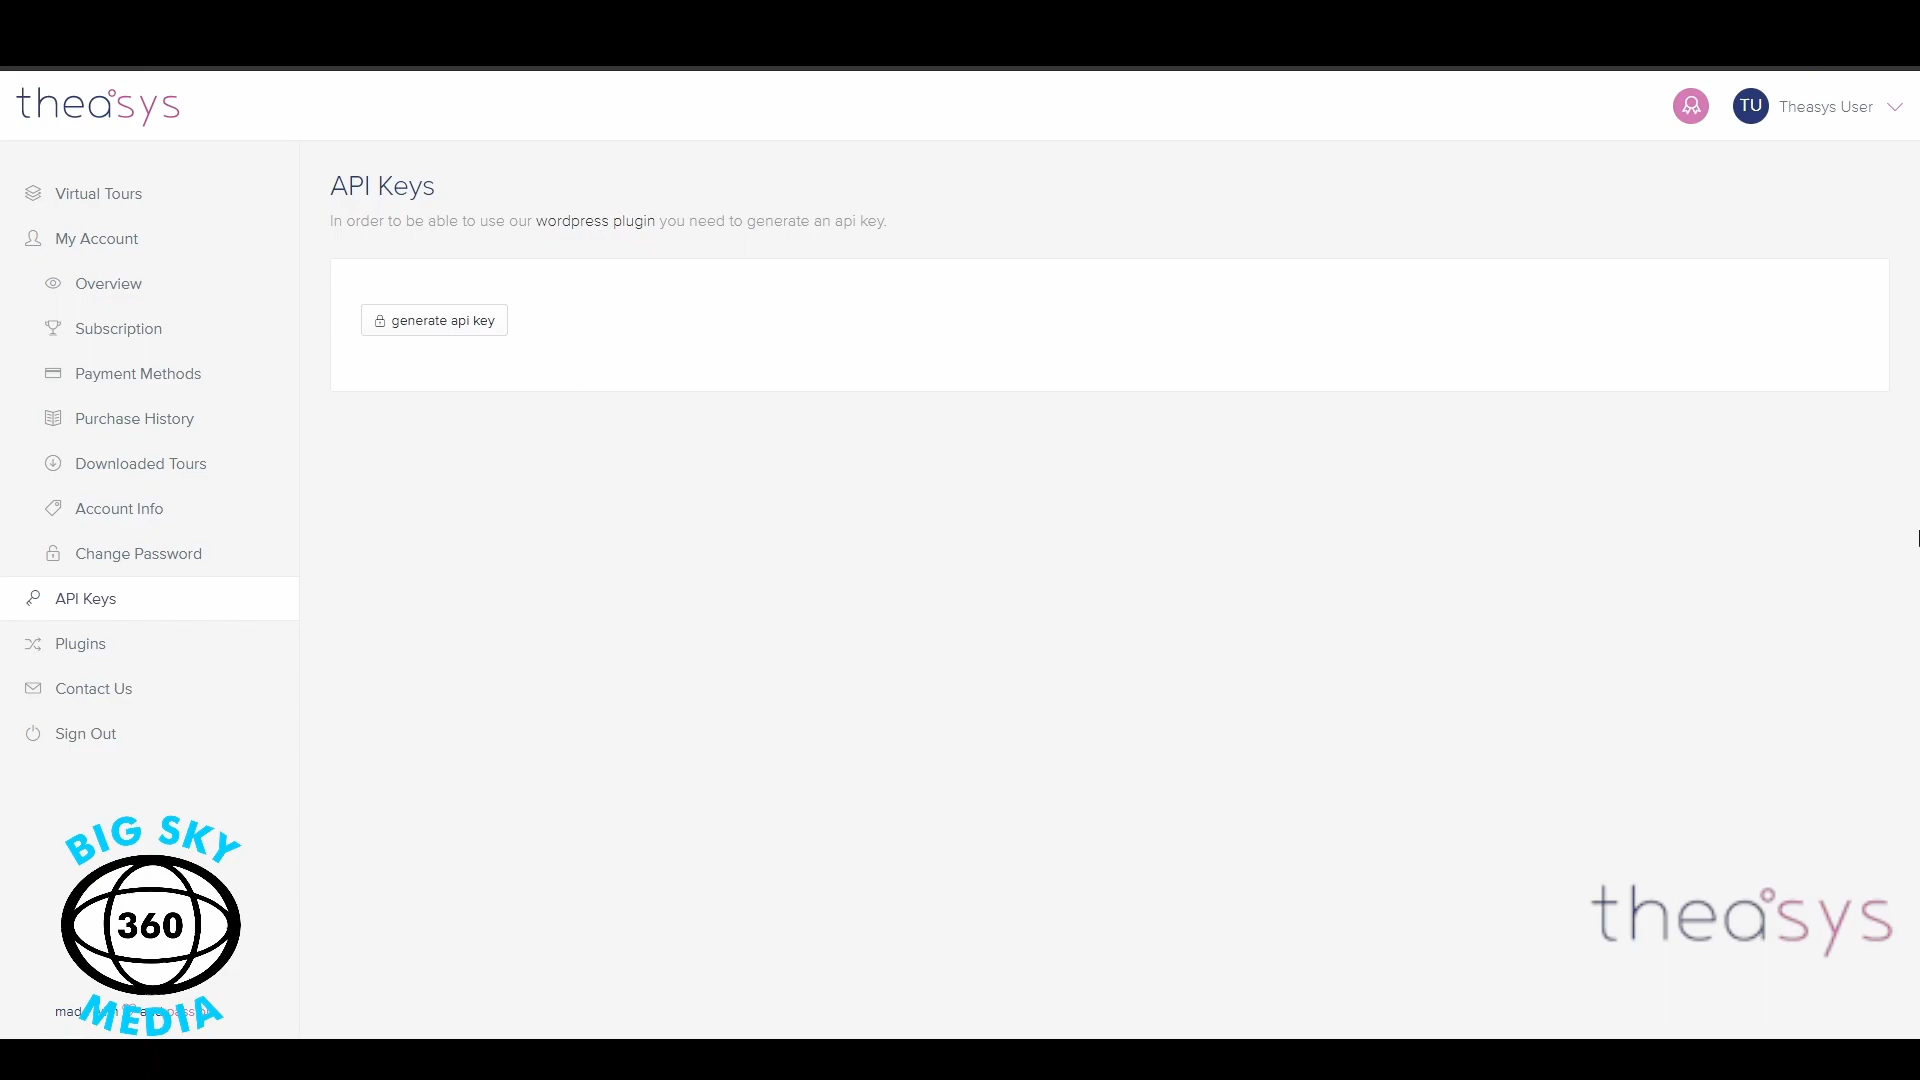 theasys
TU
Theasys User
Virtual Tours
My Account
Overview
Subscription
Payment Methods
Purchase History
Downloaded Tours
Account Info
Change Password
API Keys
Plugins
Contact Us
Sign Out
API Keys
In order to be able to use our wordpress plugin you need to generate an api key.
generate api key
BIG SKY
360
MEDIA
theasys